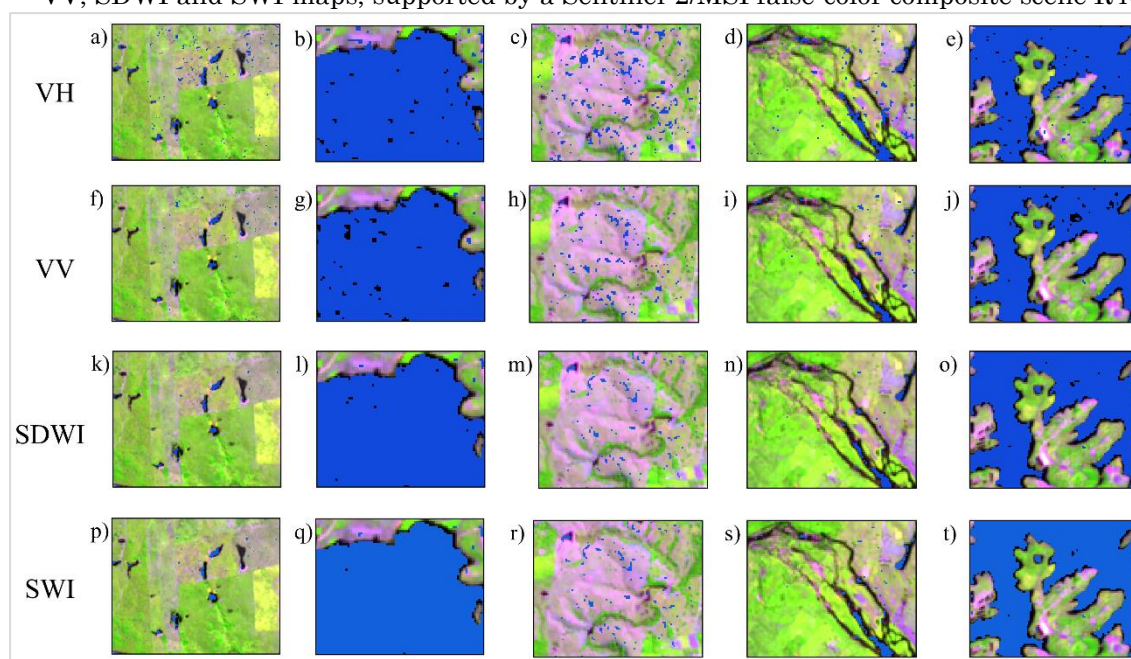 VV, SDWI and SWI maps, supported by a Sentinel-2/MSI false-color composite scene
a) b) c) d) e)
VH
f) g) h) i) j)
VV
k) l) m) n) o)
SDWI
p) q) r) s) t)
SWI